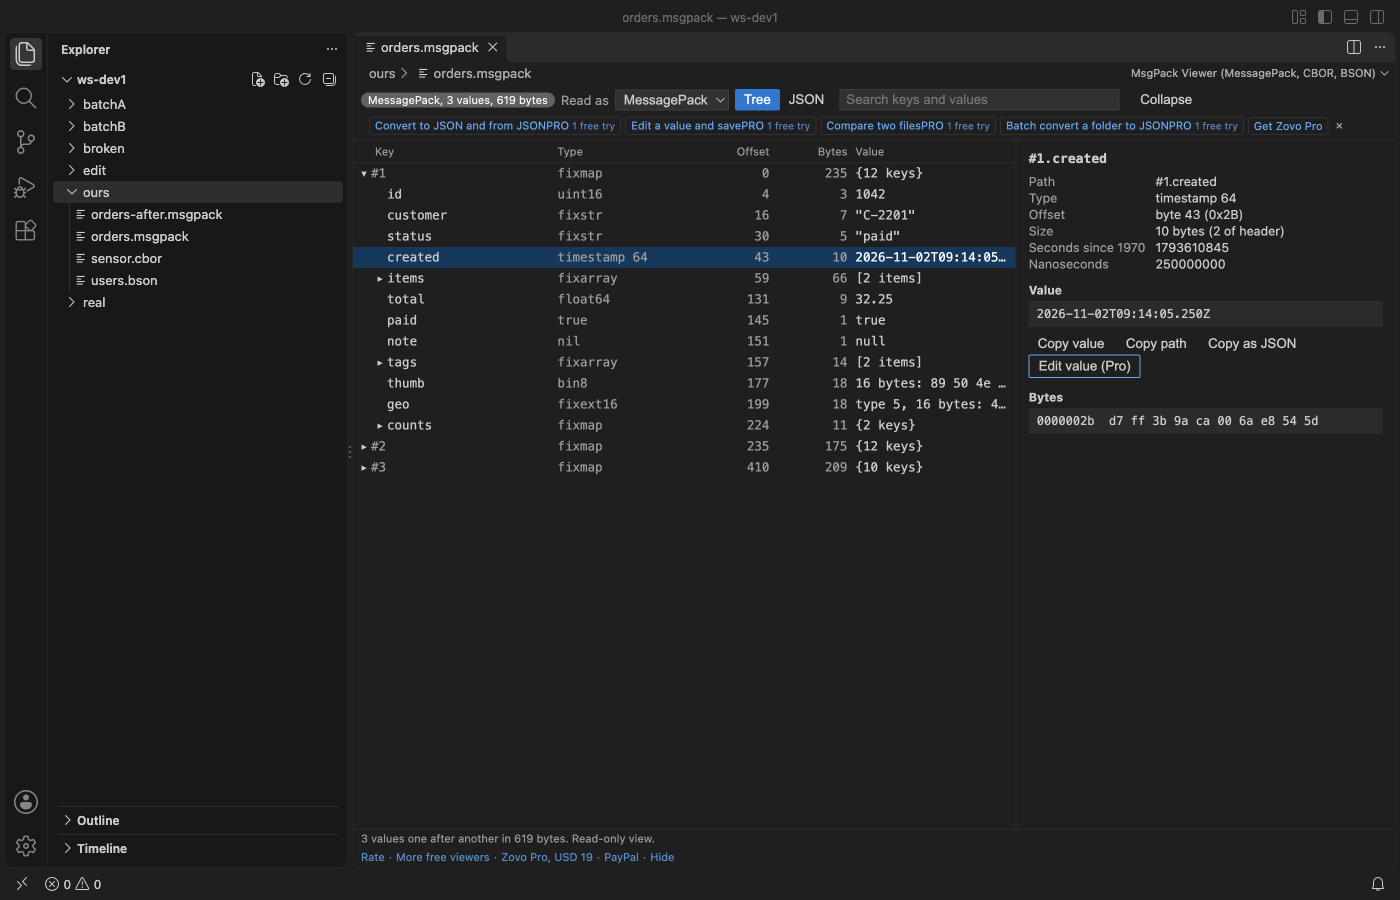 orders.msgpack — ws-dev1
Explorer
ws-dev1
batchA
batchB
broken
edit
ours
orders-after.msgpack
orders.msgpack
sensor.cbor
users.bson
real
Outline
Timeline
orders.msgpack
ours > orders.msgpack
MsgPack Viewer (MessagePack, CBOR, BSON)
MessagePack, 3 values, 619 bytes Read as MessagePack Tree JSON Search keys and values Collapse
Convert to JSON and from JSONPRO 1 free try Edit a value and savePRO 1 free try Compare two filesPRO 1 free try Batch convert a folder to JSONPRO 1 free try Get Zovo Pro ×
Key Type Offset Bytes Value
#1 fixmap 0 235 {12 keys}
id uint16 4 3 1042
customer fixstr 16 7 "C-2201"
status fixstr 30 5 "paid"
created timestamp 64 43 10 2026-11-02T09:14:05…
items fixarray 59 66 [2 items]
total float64 131 9 32.25
paid true 145 1 true
note nil 151 1 null
tags fixarray 157 14 [2 items]
thumb bin8 177 18 16 bytes: 89 50 4e …
geo fixext16 199 18 type 5, 16 bytes: 4…
counts fixmap 224 11 {2 keys}
#2 fixmap 235 175 {12 keys}
#3 fixmap 410 209 {10 keys}
#1.created
Path #1.created
Type timestamp 64
Offset byte 43 (0x2B)
Size 10 bytes (2 of header)
Seconds since 1970 1793610845
Nanoseconds 250000000
Value
2026-11-02T09:14:05.250Z
Copy value Copy path Copy as JSON
Edit value (Pro)
Bytes
0000002b d7 ff 3b 9a ca 00 6a e8 54 5d
3 values one after another in 619 bytes. Read-only view.
Rate · More free viewers · Zovo Pro, USD 19 · PayPal · Hide
0 0